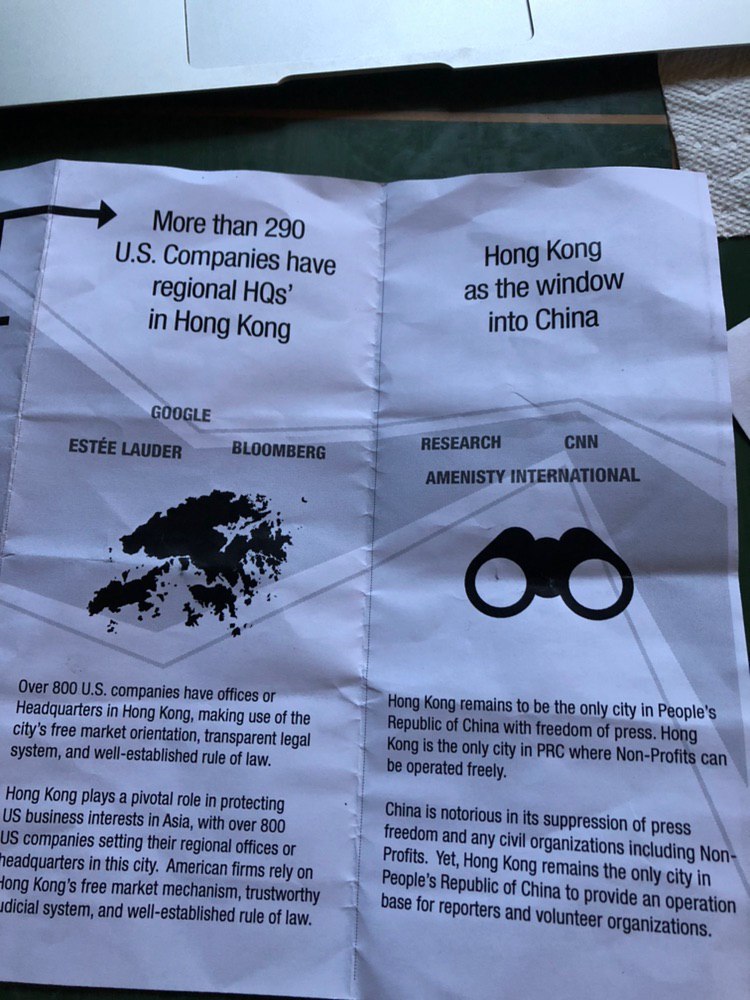 More than 290
U.S. Companies have
regional HQs'
in Hong Kong
GOOGLE
ESTÉE LAUDER
BLOOMBERG
Over 800 U.S. companies have offices or
Headquarters in Hong Kong, making use of the
city's free market orientation, transparent legal
system, and well-established rule of law.
Hong Kong plays a pivotal role in protecting
US business interests in Asia, with over 800
US companies setting their regional offices or
headquarters in this city. American firms rely on
Hong Kong's free market mechanism, trustworthy
udicial system, and well-established rule of law.
Hong Kong
as the window
into China
RESEARCH
CNN
AMENISTY INTERNATIONAL
Hong Kong remains to be the only city in People's
Republic of China with freedom of press. Hong
Kong is the only city in PRC where Non-Profits can
be operated freely.
China is notorious in its suppression of press
freedom and any civil organizations including Non-
Profits. Yet, Hong Kong remains the only city in
People's Republic of China to provide an operation
base for reporters and volunteer organizations.